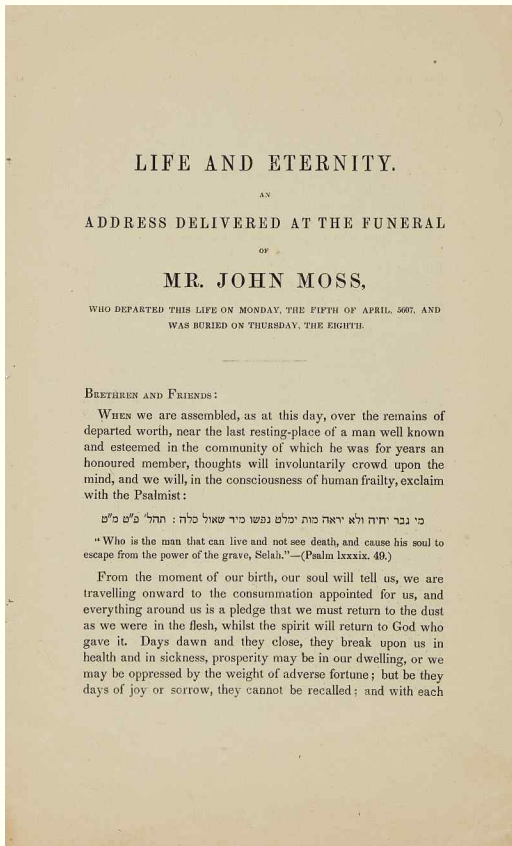 LIFE AND ETERNITY.
AN
ADDRESS DELIVERED AT THE FUNERAL
OF
MR. JOHN MOSS,
WHO DEPARTED THIS LIFE ON MONDAY, THE FIFTH OF APRIL, 5607, AND
WAS BURIED ON THURSDAY, THE EIGHTH.
BRETHREN AND FRIENDS:
WHEN we are assembled, as at this day, over the remains of
departed worth, near the last resting-place of a man well known
and esteemed in the community of which he was for years an
honoured member, thoughts will involuntarily crowd upon the
mind, and we will, in the consciousness of human frailty, exclaim
with the Psalmist:
מי גבר יחיה ולא יראה מות ימלט נפשו מיד שאול סלה : תהל' פ"ט מ"ט
"Who is the man that can live and not see death, and cause his soul to
escape from the power of the grave, Selah."—(Psalm lxxxix. 49.)
From the moment of our birth, our soul will tell us, we are
travelling onward to the consummation appointed for us, and
everything around us is a pledge that we must return to the dust
as we were in the flesh, whilst the spirit will return to God who
gave it. Days dawn and they close, they break upon us in
health and in sickness, prosperity may be in our dwelling, or we
may be oppressed by the weight of adverse fortune; but be they
days of joy or sorrow, they cannot be recalled; and with each